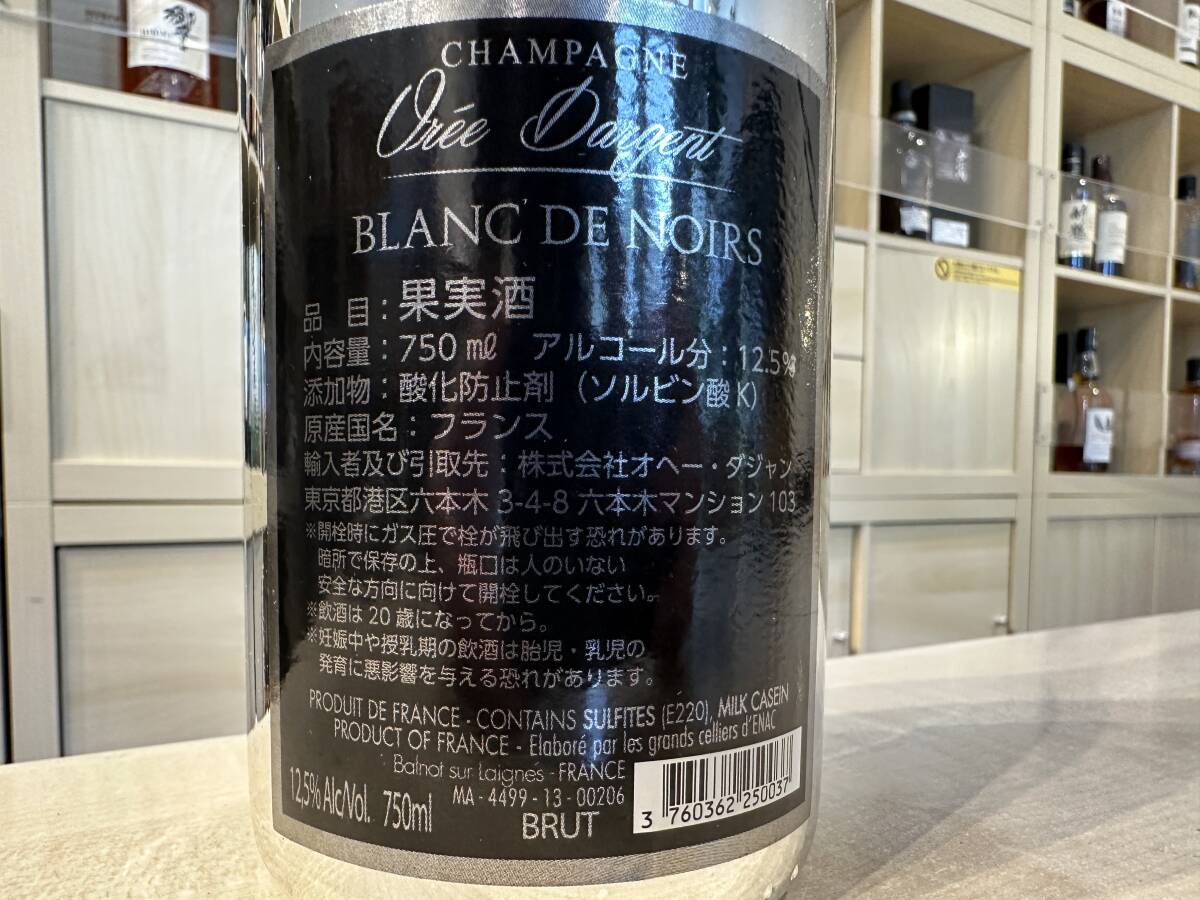 CHAMPAGNE
Orée Dargent
BLANC DE NOIRS
品 目：果実酒
内容量：750㎖ アルコール分：12.5%
添加物：酸化防止剤（ソルビン酸K）
原産国名：フランス
輸入者及び引取先：株式会社オヘー・ダジャン
東京都港区六本木 3-4-8 六本木マンション 103
※開栓時にガス圧で栓が飛び出す恐れがあります。
暗所で保存の上、瓶口は人のいない
安全な方向に向けて開栓してください。
※飲酒は20歳になってから。
※妊娠中や授乳期の飲酒は胎児・乳児の
発育に悪影響を与える恐れがあります。
PRODUIT DE FRANCE - CONTAINS SULFITES (E220), MILK CASEIN
PRODUCT OF FRANCE - Elaboré par les grands celliers d'ENAC
Balnot sur Laignes - FRANCE
MA - 4499 - 13 - 00206
12,5% Alc/Vol. 750ml
BRUT
3 760362 250037